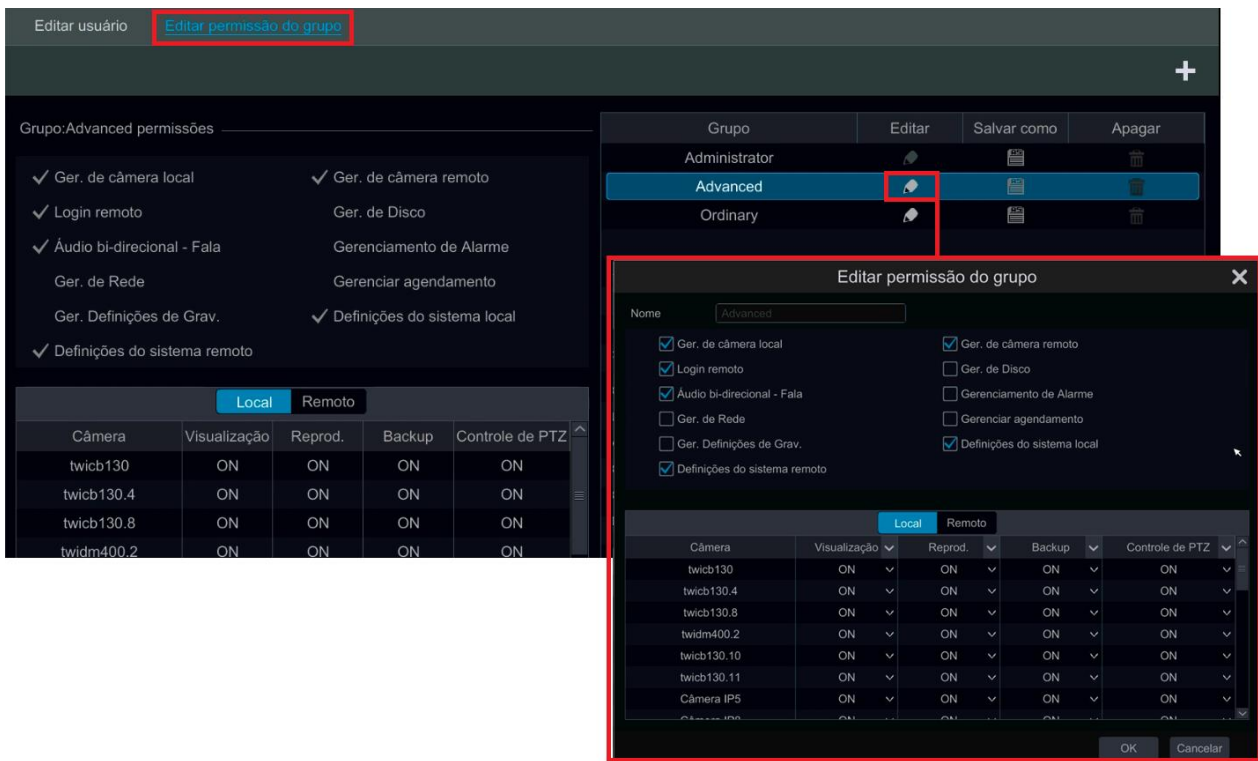 Editar usuário Editar permissão do grupo
+
Grupo:Advanced permissões
Ger. de câmera local Ger. de câmera remoto
Login remoto Ger. de Disco
Áudio bi-direcional - Fala Gerenciamento de Alarme
Ger. de Rede Gerenciar agendamento
Ger. Definições de Grav. Definições do sistema local
Definições do sistema remoto
Local Remoto
Câmera Visualização Reprod. Backup Controle de PTZ
twicb130 ON ON ON ON
twicb130.4 ON ON ON ON
twicb130.8 ON ON ON ON
twidm400.2 ON ON ON ON
Grupo Editar Salvar como Apagar
Administrator
Advanced
Ordinary
Editar permissão do grupo
Nome Advanced
Ger. de câmera local Ger. de câmera remoto
Login remoto Ger. de Disco
Áudio bi-direcional - Fala Gerenciamento de Alarme
Ger. de Rede Gerenciar agendamento
Ger. Definições de Grav. Definições do sistema local
Definições do sistema remoto
Local Remoto
Câmera Visualização Reprod. Backup Controle de PTZ
twicb130 ON ON ON ON
twicb130.4 ON ON ON ON
twicb130.8 ON ON ON ON
twidm400.2 ON ON ON ON
twicb130.10 ON ON ON ON
twicb130.11 ON ON ON ON
Câmera IP5 ON ON ON ON
OK Cancelar